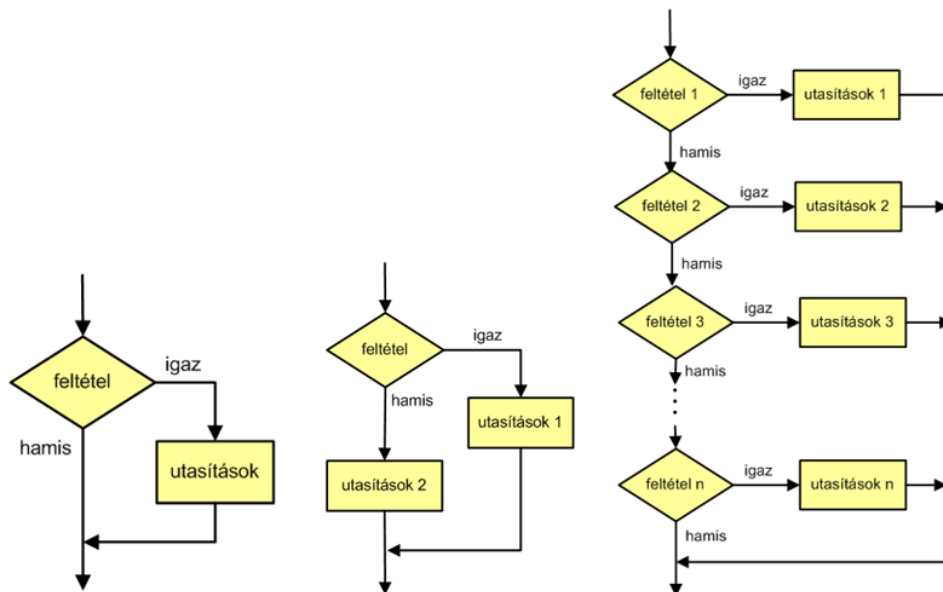 feltétel
igaz
hamis
utasítások
feltétel
igaz
hamis
utasítások 1
utasítások 2
feltétel 1
igaz
utasítások 1
hamis
feltétel 2
igaz
utasítások 2
hamis
feltétel 3
igaz
utasítások 3
hamis
feltétel n
igaz
utasítások n
hamis